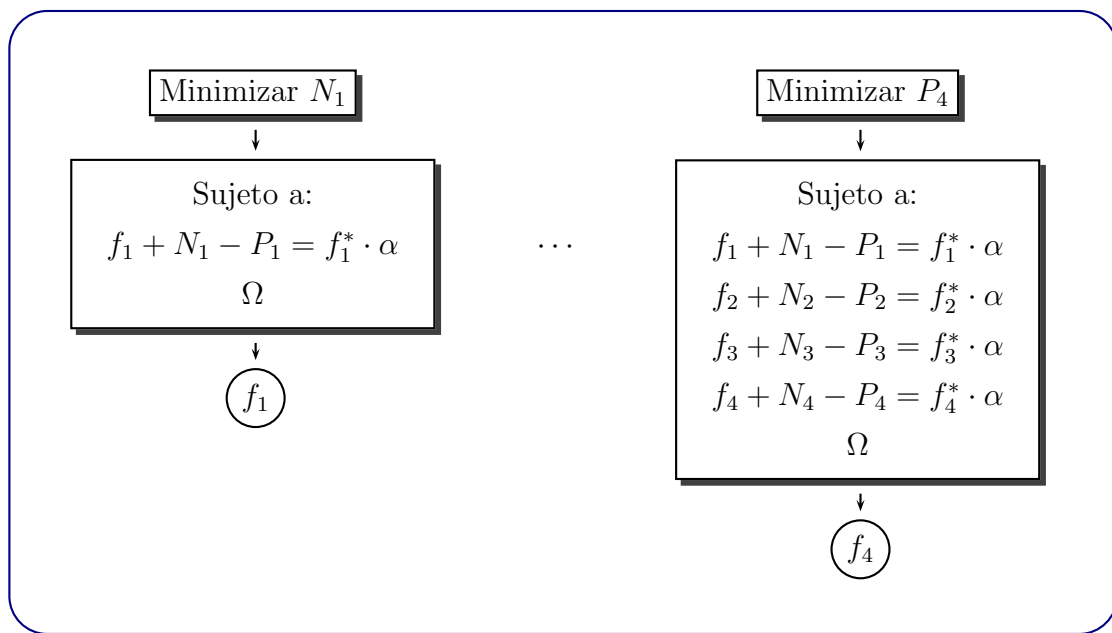 Minimizar N₁
Sujeto a:
f₁ + N₁ − P₁ = f₁* · α
Ω
f₁
⋯
Minimizar P₄
Sujeto a:
f₁ + N₁ − P₁ = f₁* · α
f₂ + N₂ − P₂ = f₂* · α
f₃ + N₃ − P₃ = f₃* · α
f₄ + N₄ − P₄ = f₄* · α
Ω
f₄